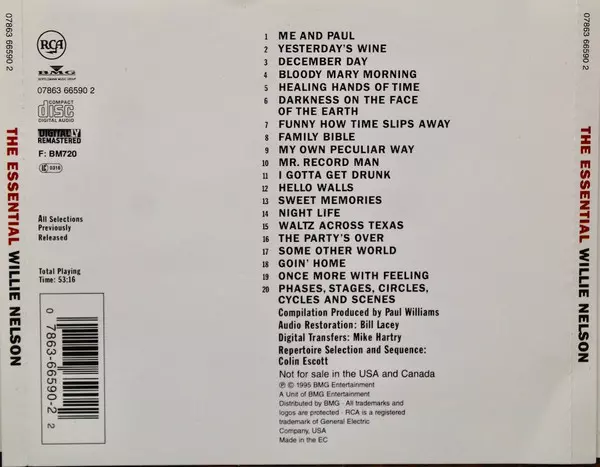 07863 66590 2
THE ESSENTIAL WILLIE NELSON
RCA
BMG
07863 66590 2
COMPACT
disc
DIGITAL AUDIO
DIGITALLY
REMASTERED
F: BM720
LC 0316
All Selections
Previously
Released
Total Playing
Time: 53:16
0 78636-6590-2 2
1 ME AND PAUL
2 YESTERDAY'S WINE
3 DECEMBER DAY
4 BLOODY MARY MORNING
5 HEALING HANDS OF TIME
6 DARKNESS ON THE FACE
OF THE EARTH
7 FUNNY HOW TIME SLIPS AWAY
8 FAMILY BIBLE
9 MY OWN PECULIAR WAY
10 MR. RECORD MAN
11 I GOTTA GET DRUNK
12 HELLO WALLS
13 SWEET MEMORIES
14 NIGHT LIFE
15 WALTZ ACROSS TEXAS
16 THE PARTY'S OVER
17 SOME OTHER WORLD
18 GOIN' HOME
19 ONCE MORE WITH FEELING
20 PHASES, STAGES, CIRCLES,
CYCLES AND SCENES
Compilation Produced by Paul Williams
Audio Restoration: Bill Lacey
Digital Transfers: Mike Hartry
Repertoire Selection and Sequence:
Colin Escott
Not for sale in the USA and Canada
℗ © 1995 BMG Entertainment
A Unit of BMG Entertainment
Distributed by BMG · All trademarks and
logos are protected · RCA is a registered
trademark of General Electric
Company, USA
Made in the EC
07863 66590 2
THE ESSENTIAL WILLIE NELSON